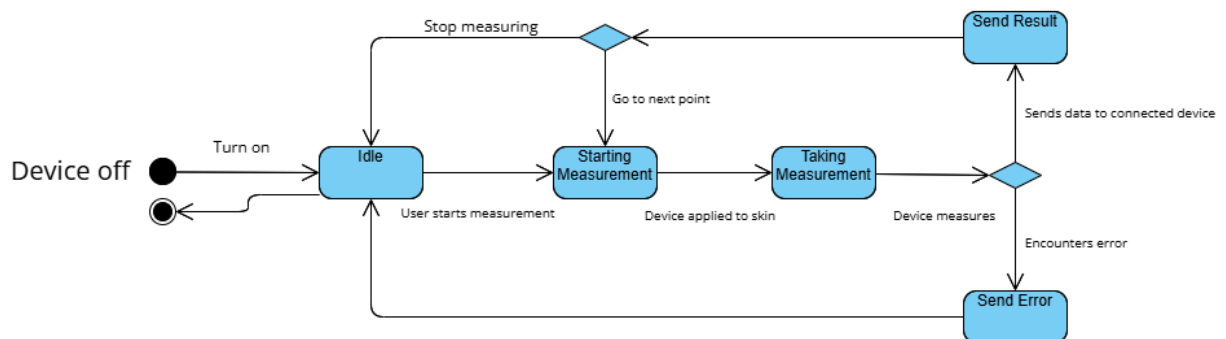 Send Result
Stop measuring
Go to next point
Sends data to connected device
Device off
Turn on
Idle
Starting
Measurement
Taking
Measurement
User starts measurement
Device applied to skin
Device measures
Encounters error
Send Error